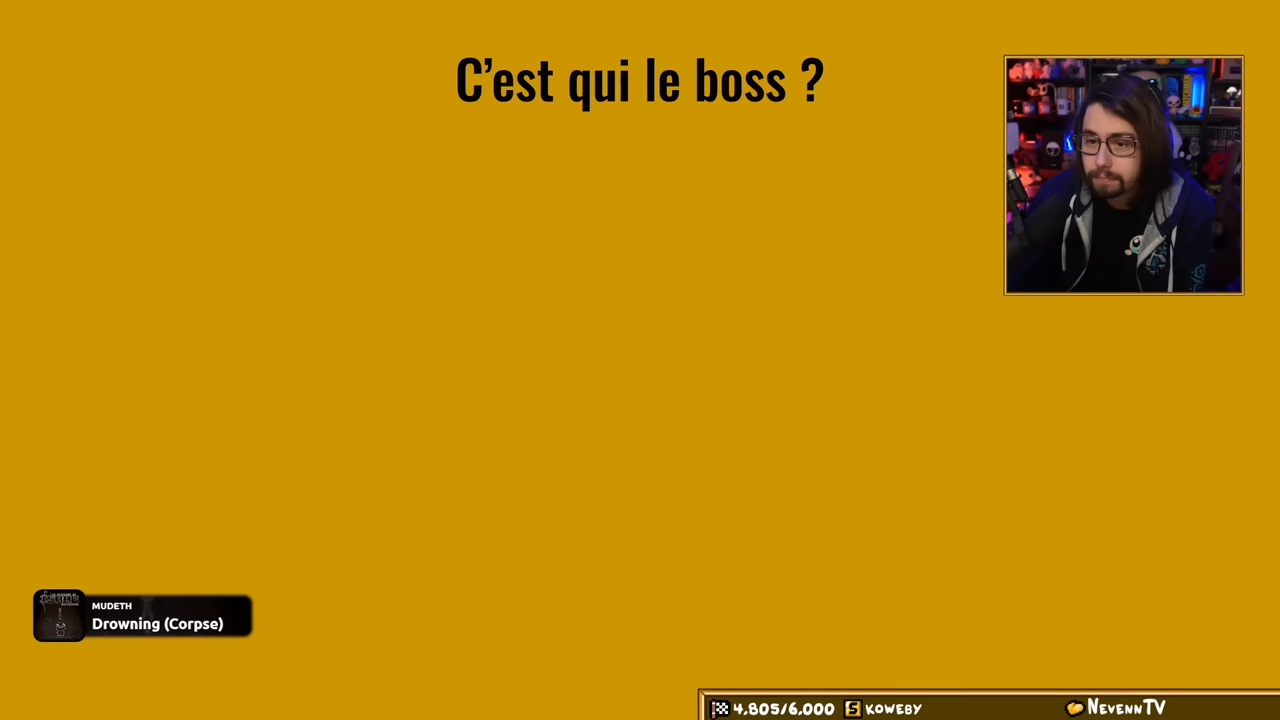 C’est qui le boss ?
MUDETH
Drowning (Corpse)
4,805/6,000 S KOWEBY NEVENNTV